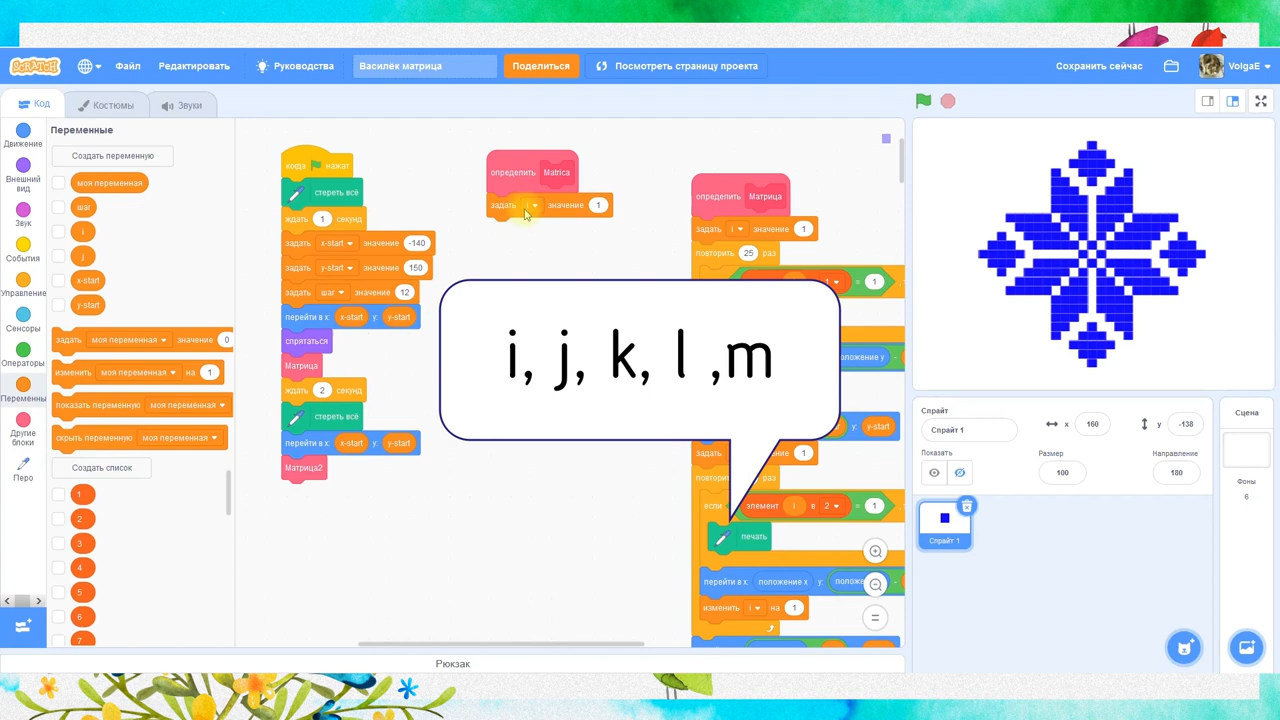 SCRATCH
Файл
Редактировать
Руководства
Василёк матрица
Поделиться
Посмотреть страницу проекта
Сохранить сейчас
VolgaE
Код
Костюмы
Звуки
Движение
Внешний вид
Звук
События
Управление
Сенсоры
Операторы
Переменны
Другие блоки
Перо
Переменные
Создать переменную
моя переменная
шаг
i
j
x-start
y-start
задать моя переменная значение 0
изменить моя переменная на 1
показать переменную моя переменная
скрыть переменную моя переменная
Создать список
1
2
3
4
5
6
7
когда нажат
стереть всё
ждать 1 секунд
задать x-start значение -140
задать y-start значение 150
задать шаг значение 12
перейти в x: x-start y: y-start
спрятаться
Матрица
ждать 2 секунд
стереть всё
перейти в x: x-start y: y-start
Матрица2
определить Matrica
задать i значение 1
i, j, k, l ,m
определить Матрица
задать i значение 1
повторить 25 раз
= 1
y: y-start
задать
1
раз
если элемент i в 2 = 1
печать
перейти в x: положение x y:
изменить i на 1
Рюкзак
Спрайт
Спрайт 1
x 160
y -138
Показать
Размер
100
Направление
180
Спрайт 1
Сцена
Фоны
6